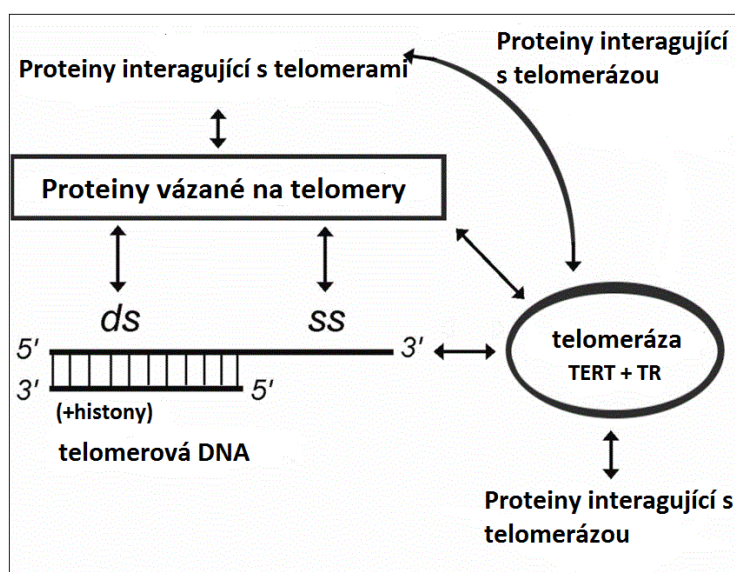 Proteiny interagující
s telomerázou
Proteiny interagující s telomerami
Proteiny vázané na telomery
ds
ss
5'
3'
3'
5'
(+histony)
telomerová DNA
telomeráza
TERT + TR
Proteiny interagující s
telomerázou